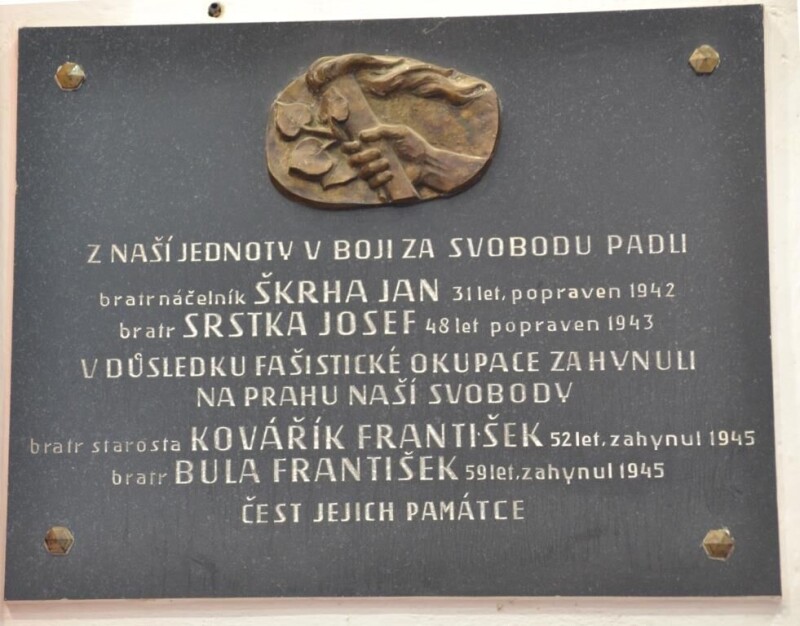 Z NAŠÍ JEDNOTY V BOJI ZA SVOBODU PADLI
bratr náčelník ŠKRHA JAN 31 let, popraven 1942
bratr SRSTKA JOSEF 48 let popraven 1943
V DŮSLEDKU FAŠISTICKÉ OKUPACE ZAHYNULI
NA PRAHU NAŠÍ SVOBODY
bratr starosta KOVÁŘÍK FRANTIŠEK 52 let, zahynul 1945
bratr BULA FRANTIŠEK 59 let, zahynul 1945
ČEST JEJICH PAMÁTCE